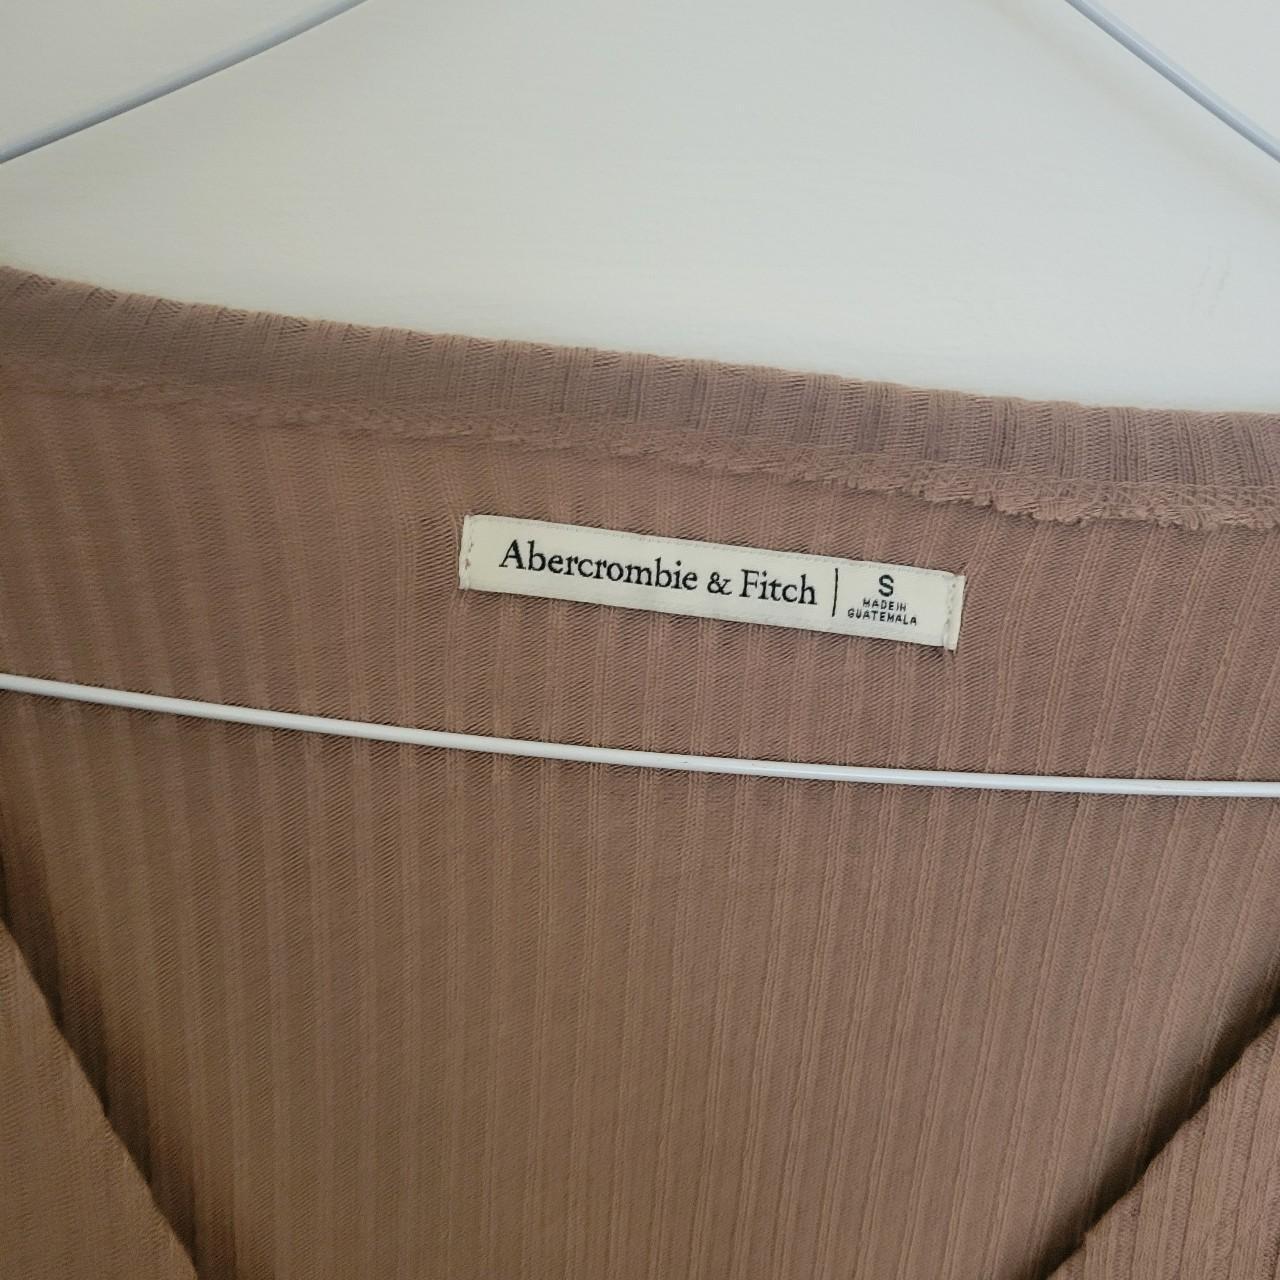 Abercrombie & Fitch
S
MADE IN
GUATEMALA